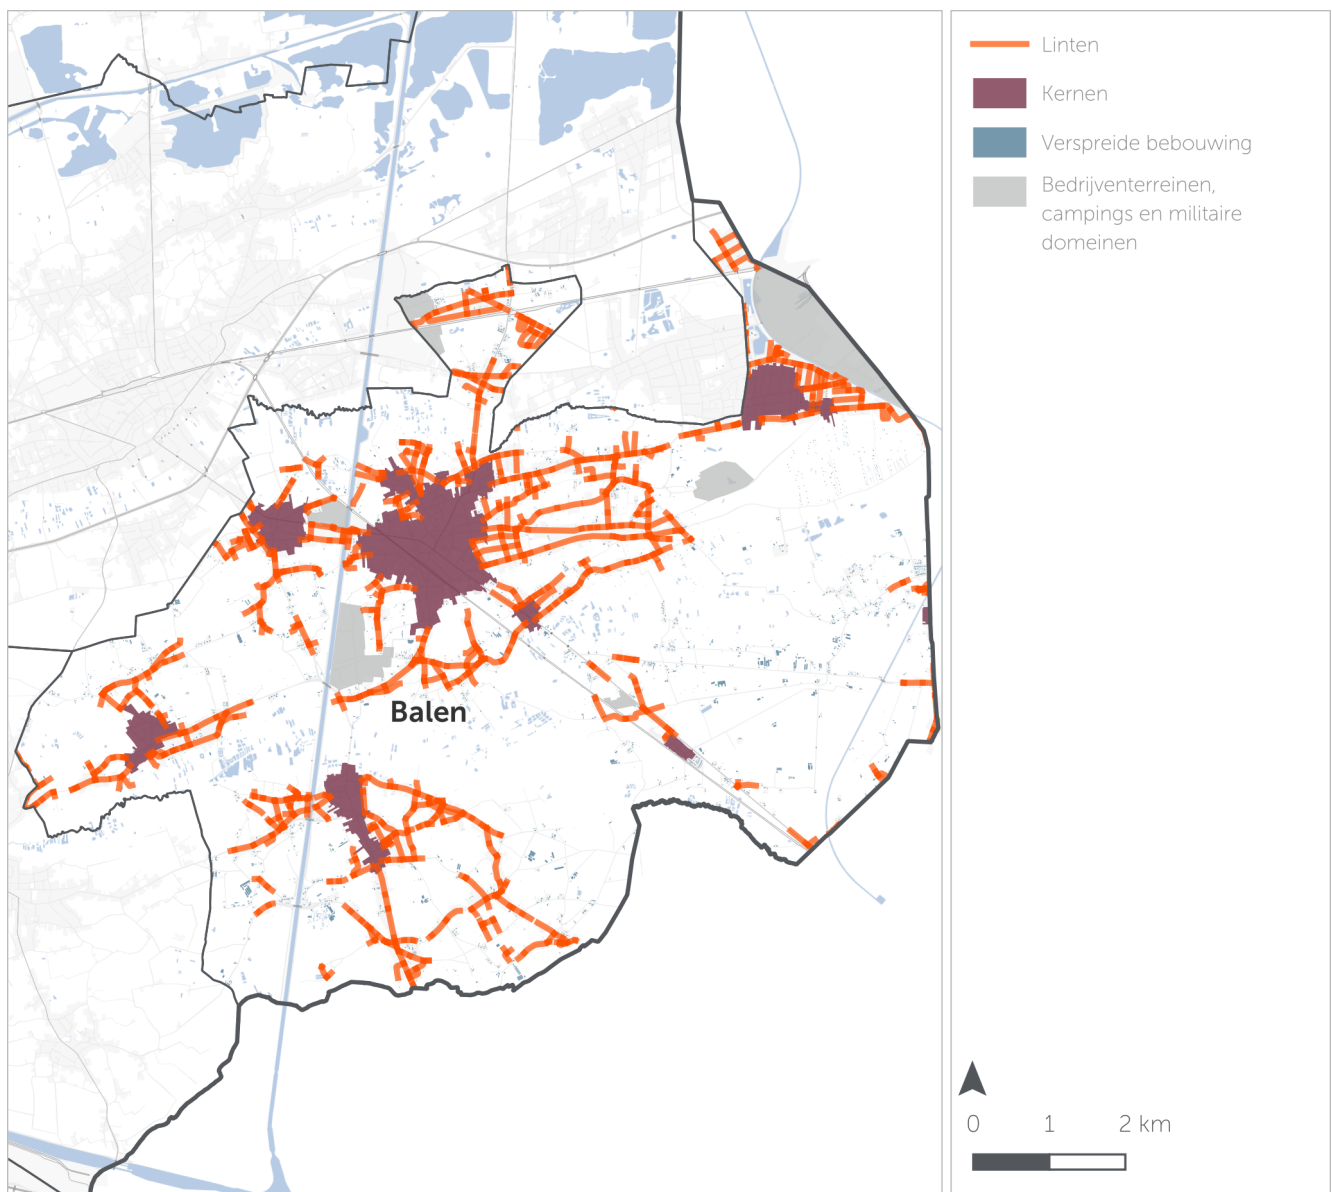 Linten
Kernen
Verspreide bebouwing
Bedrijventerreinen,
campings en militaire
domeinen
Balen
0 1 2 km